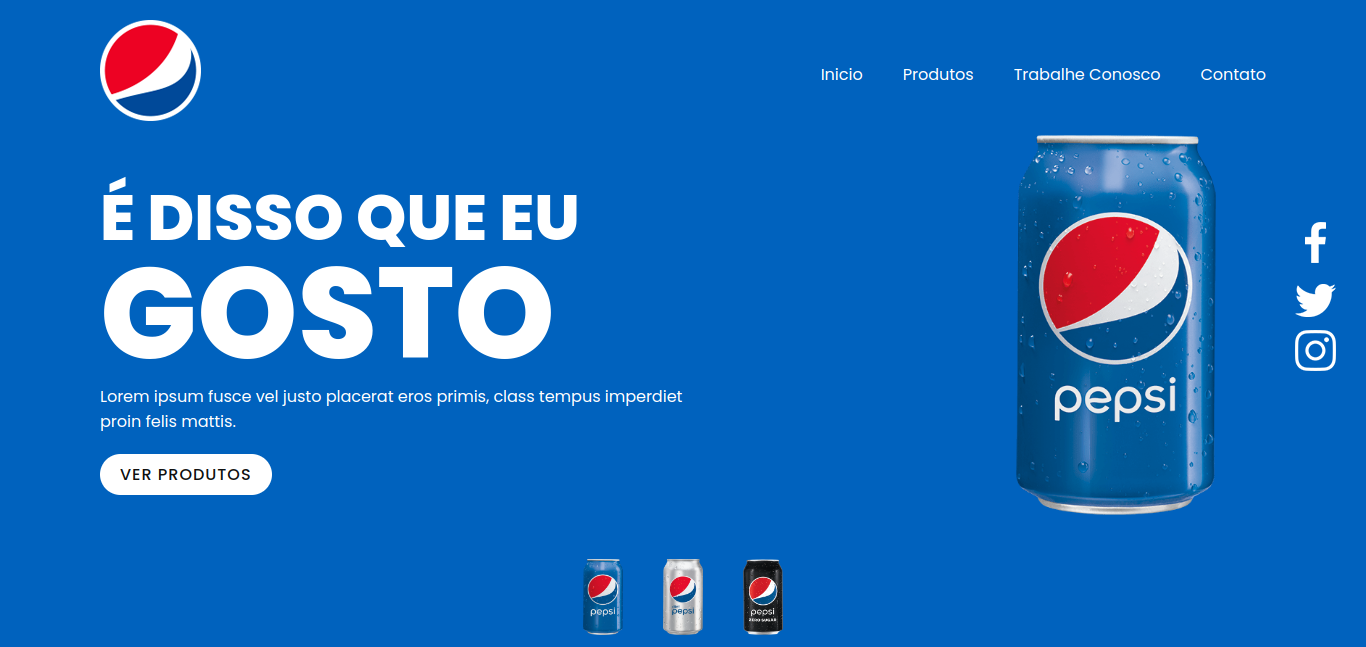 Inicio Produtos Trabalhe Conosco Contato
É DISSO QUE EU
GOSTO
Lorem ipsum fusce vel justo placerat eros primis, class tempus imperdiet
proin felis mattis.
VER PRODUTOS
pepsi
pepsi
pepsi
pepsi
ZERO SUGAR